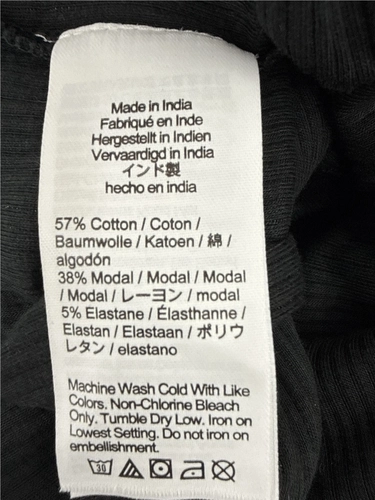 Made in India
Fabriqué en Inde
Hergestellt in Indien
Vervaardigd in India
インド製
hecho en india
57% Cotton / Coton /
Baumwolle / Katoen / 綿 /
algodón
38% Modal / Modal / Modal
/ Modal / レーヨン / modal
5% Elastane / Élasthanne /
Elastan / Elastaan / ポリウ
レタン / elastano
Machine Wash Cold With Like
Colors. Non-Chlorine Bleach
Only. Tumble Dry Low. Iron on
Lowest Setting. Do not iron on
embellishment.
30